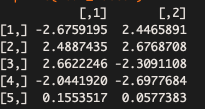 [,1] [,2]
[1,] -2.6759195 2.4465891
[2,] 2.4887435 2.6768708
[3,] 2.6622246 -2.3091108
[4,] -2.0441920 -2.6977684
[5,] 0.1553517 0.0577383